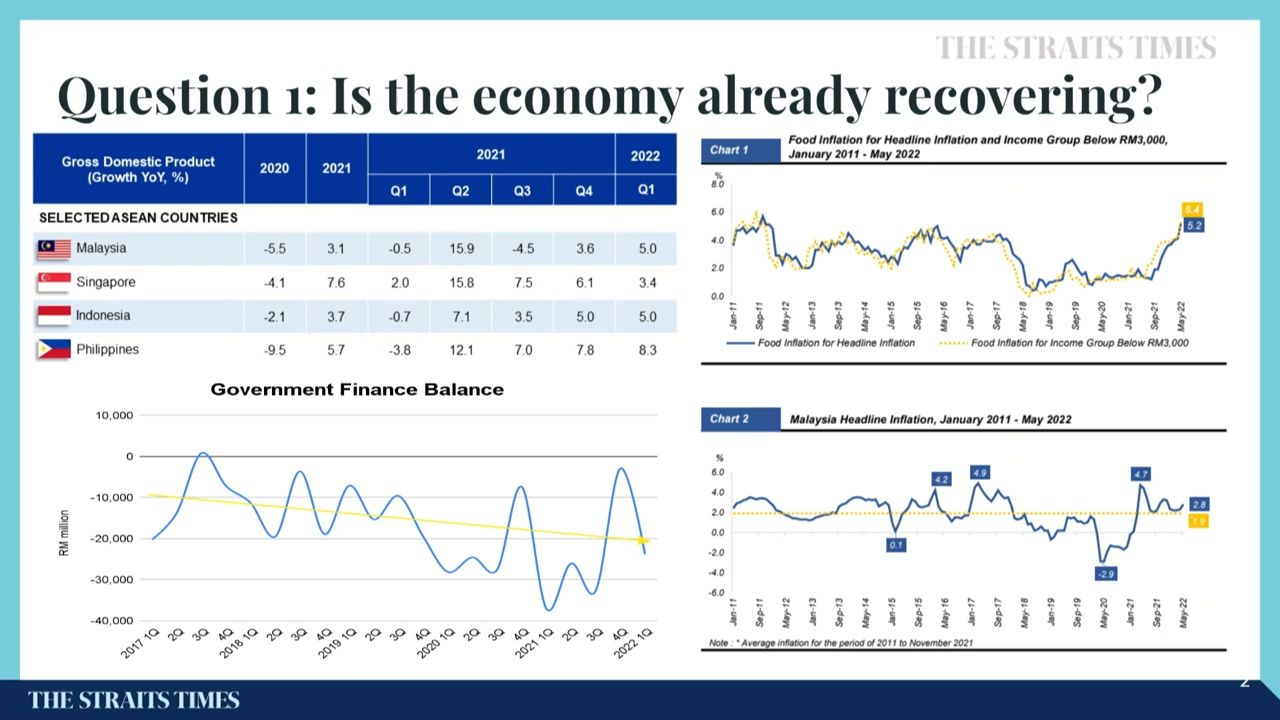 THE STRAITS TIMES
Question 1: Is the economy already recovering?
Gross Domestic Product
(Growth YoY, %)
2020
2021
2021
2022
Q1 Q2 Q3 Q4 Q1
SELECTED ASEAN COUNTRIES
Malaysia -5.5 3.1 -0.5 15.9 -4.5 3.6 5.0
Singapore -4.1 7.6 2.0 15.8 7.5 6.1 3.4
Indonesia -2.1 3.7 -0.7 7.1 3.5 5.0 5.0
Philippines -9.5 5.7 -3.8 12.1 7.0 7.8 8.3
Chart 1
Food Inflation for Headline Inflation and Income Group Below RM3,000,
January 2011 - May 2022
%
8.0
6.0
4.0
2.0
0.0
5.4
5.2
Jan-11 Sep-11 May-12 Jan-13 Sep-13 May-14 Jan-15 Sep-15 May-16 Jan-17 Sep-17 May-18 Jan-19 Sep-19 May-20 Jan-21 Sep-21 May-22
Food Inflation for Headline Inflation Food Inflation for Income Group Below RM3,000
Government Finance Balance
RM million
10,000
0
-10,000
-20,000
-30,000
-40,000
2017 1Q 2Q 3Q 4Q 2018 1Q 2Q 3Q 4Q 2019 1Q 2Q 3Q 4Q 2020 1Q 2Q 3Q 4Q 2021 1Q 2Q 3Q 4Q 2022 1Q
Chart 2
Malaysia Headline Inflation, January 2011 - May 2022
%
6.0
4.0
2.0
0.0
-2.0
-4.0
-6.0
0.1
4.2
4.9
-2.9
4.7
2.8
1.9
Jan-11 Sep-11 May-12 Jan-13 Sep-13 May-14 Jan-15 Sep-15 May-16 Jan-17 Sep-17 May-18 Jan-19 Sep-19 May-20 Jan-21 Sep-21 May-22
Note : * Average inflation for the period of 2011 to November 2021
THE STRAITS TIMES
2